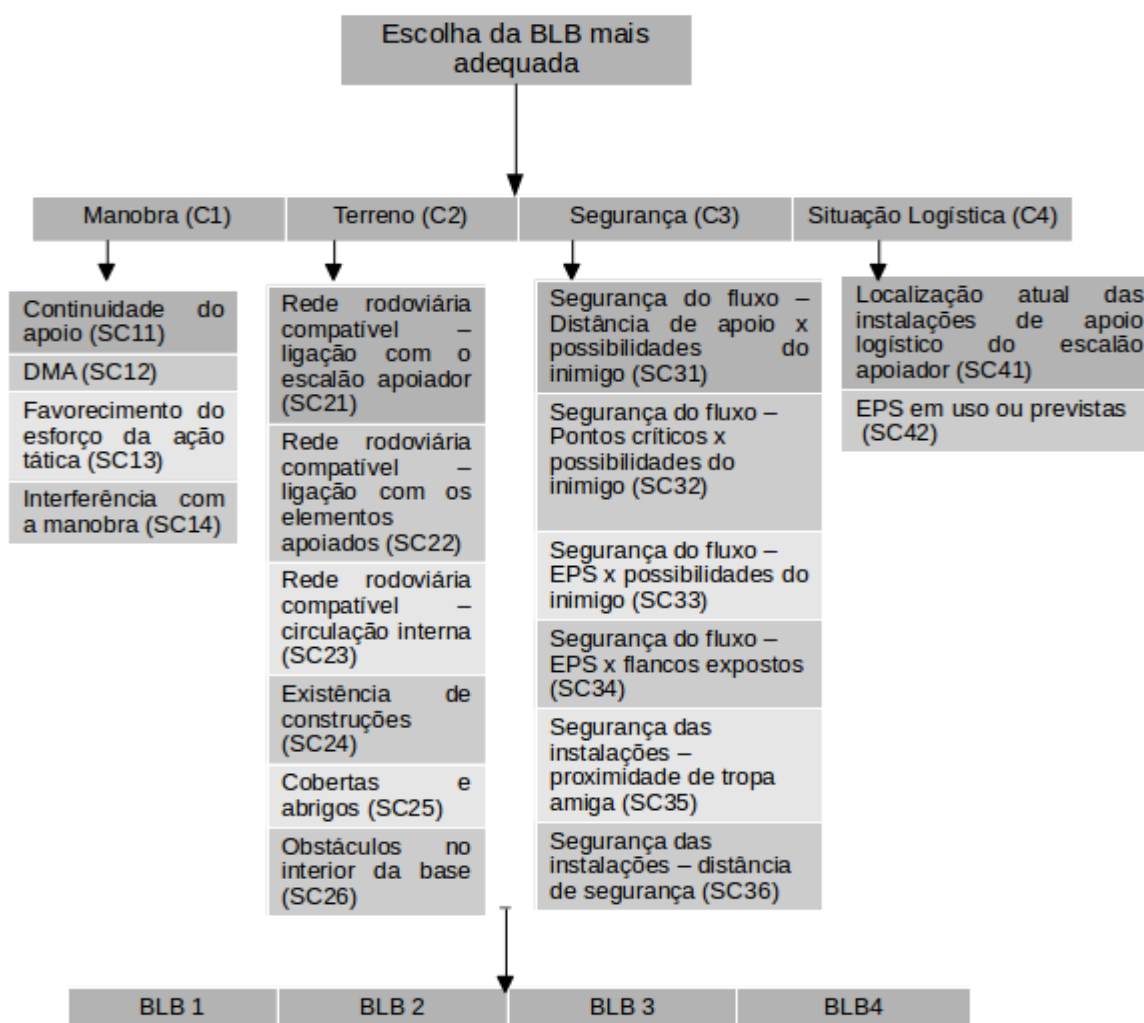 Escolha da BLB mais
adequada
Manobra (C1)
Terreno (C2)
Segurança (C3)
Situação Logística (C4)
Continuidade do
apoio (SC11)
DMA (SC12)
Favorecimento do
esforço da ação
tática (SC13)
Interferência com
a manobra (SC14)
Rede rodoviária
compatível –
ligação com o
escalão apoiador
(SC21)
Rede rodoviária
compatível –
ligação com os
elementos
apoiados (SC22)
Rede rodoviária
compatível –
circulação interna
(SC23)
Existência de
construções
(SC24)
Cobertas e
abrigos (SC25)
Obstáculos no
interior da base
(SC26)
Segurança do fluxo –
Distância de apoio x
possibilidades do
inimigo (SC31)
Segurança do fluxo –
Pontos críticos x
possibilidades do
inimigo (SC32)
Segurança do fluxo –
EPS x possibilidades do
inimigo (SC33)
Segurança do fluxo –
EPS x flancos expostos
(SC34)
Segurança das
instalações –
proximidade de tropa
amiga (SC35)
Segurança das
instalações – distância
de segurança (SC36)
Localização atual das
instalações de apoio
logístico do escalão
apoiador (SC41)
EPS em uso ou previstas
(SC42)
BLB 1
BLB 2
BLB 3
BLB4